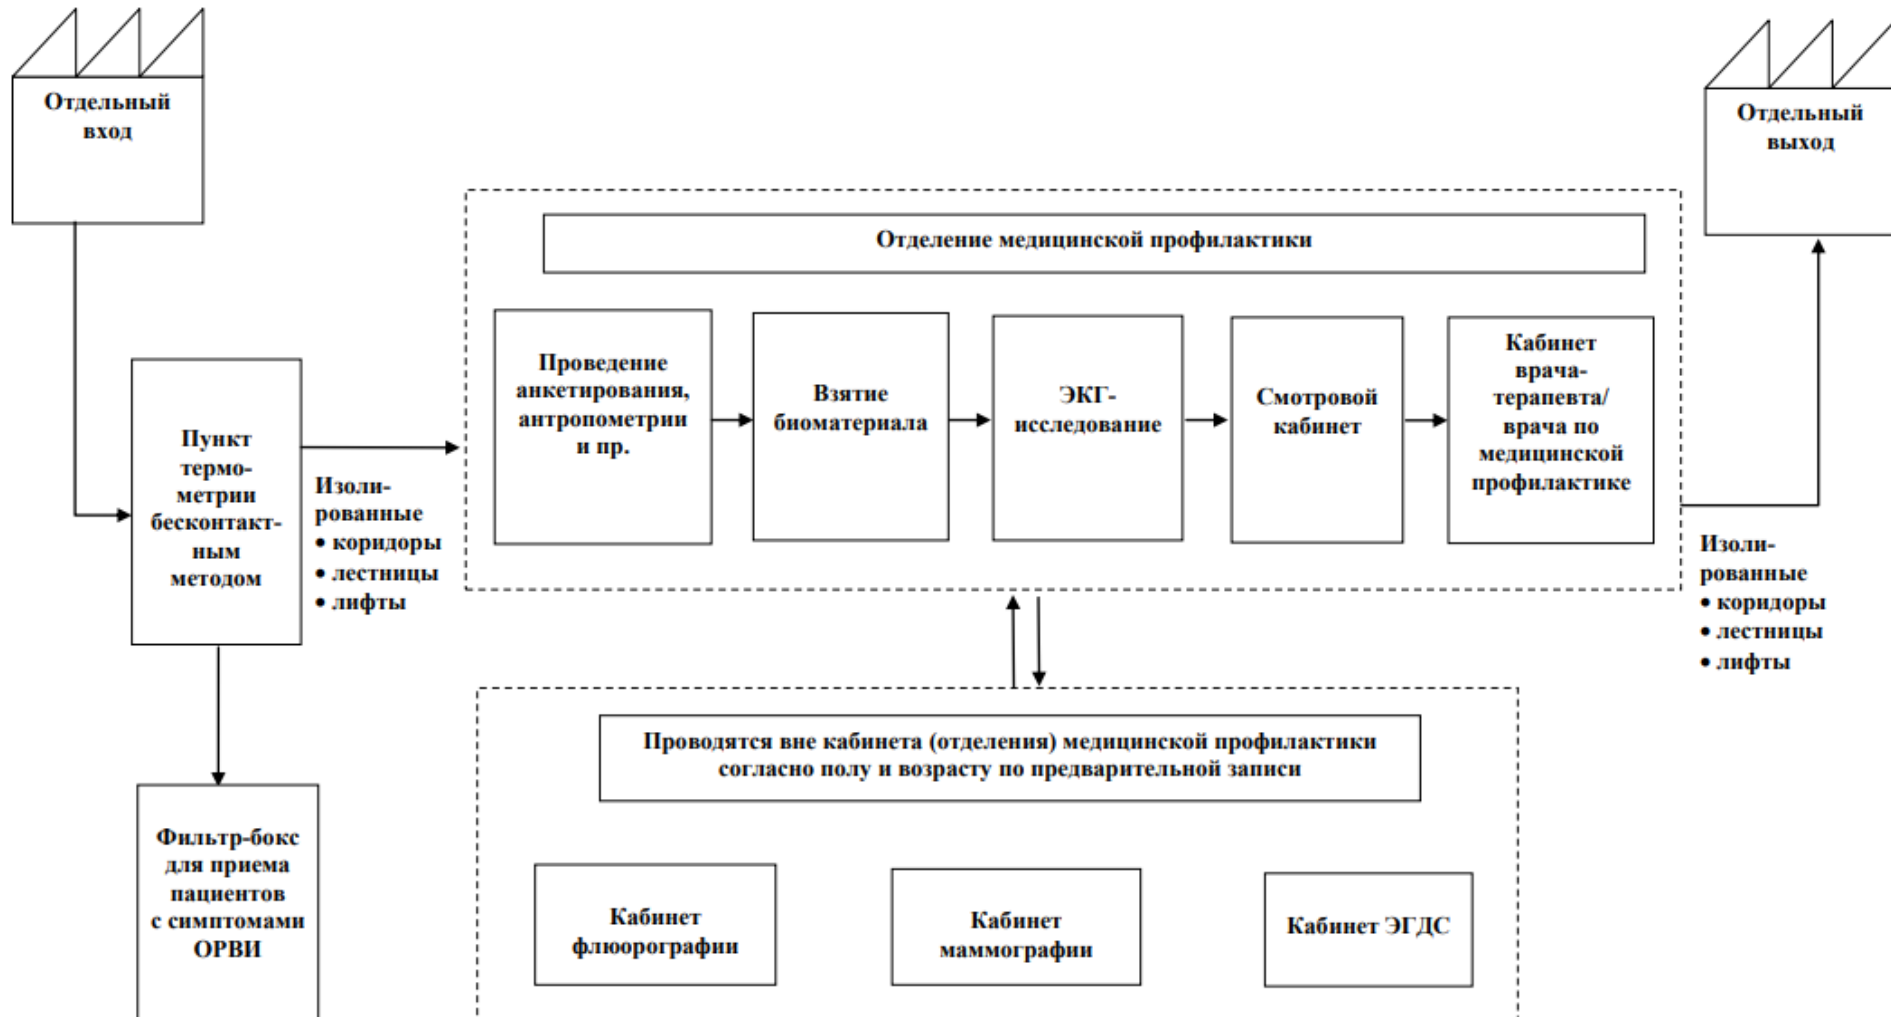 Отдельный
вход
Отдельный
выход
Отделение медицинской профилактики
Проведение
анкетирования,
антропометрии
и пр.
Взятие
биоматериала
ЭКГ-
исследование
Смотровой
кабинет
Кабинет
врача-
терапевта/
врача по
медицинской
профилактике
Пункт
термо-
метрии
бесконтакт-
ным
методом
Изоли-
рованные
• коридоры
• лестницы
• лифты
Изоли-
рованные
• коридоры
• лестницы
• лифты
Проводятся вне кабинета (отделения) медицинской профилактики
согласно полу и возрасту по предварительной записи
Фильтр-бокс
для приема
пациентов
с симптомами
ОРВИ
Кабинет
флюорографии
Кабинет
маммографии
Кабинет ЭГДС